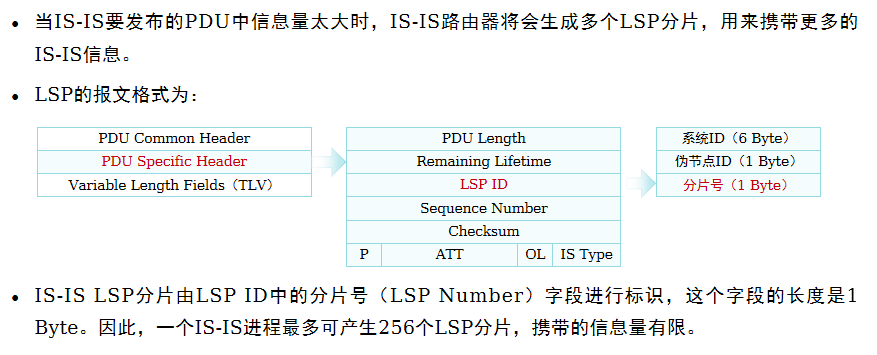 当IS-IS要发布的PDU中信息量太大时，IS-IS路由器将会生成多个LSP分片，用来携带更多的
IS-IS信息。
LSP的报文格式为：
PDU Common Header
PDU Specific Header
Variable Length Fields（TLV）
PDU Length
Remaining Lifetime
LSP ID
Sequence Number
Checksum
P ATT OL IS Type
系统ID（6 Byte）
伪节点ID（1 Byte）
分片号（1 Byte）
IS-IS LSP分片由LSP ID中的分片号（LSP Number）字段进行标识，这个字段的长度是1
Byte。因此，一个IS-IS进程最多可产生256个LSP分片，携带的信息量有限。